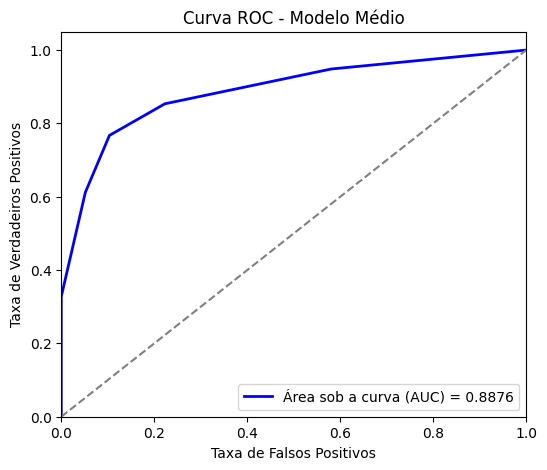 Curva ROC - Modelo Médio
1.0
0.8
0.6
0.4
0.2
0.0
Taxa de Verdadeiros Positivos
Área sob a curva (AUC) = 0.8876
0.0 0.2 0.4 0.6 0.8 1.0
Taxa de Falsos Positivos